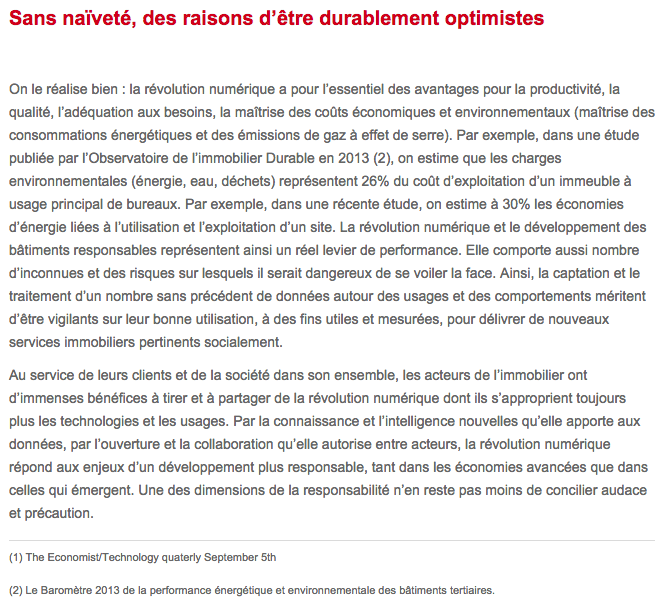 Sans naïveté, des raisons d’être durablement optimistes
On le réalise bien : la révolution numérique a pour l’essentiel des avantages pour la productivité, la
qualité, l’adéquation aux besoins, la maîtrise des coûts économiques et environnementaux (maîtrise des
consommations énergétiques et des émissions de gaz à effet de serre). Par exemple, dans une étude
publiée par l’Observatoire de l’immobilier Durable en 2013 (2), on estime que les charges
environnementales (énergie, eau, déchets) représentent 26% du coût d’exploitation d’un immeuble à
usage principal de bureaux. Par exemple, dans une récente étude, on estime à 30% les économies
d’énergie liées à l’utilisation et l’exploitation d’un site. La révolution numérique et le développement des
bâtiments responsables représentent ainsi un réel levier de performance. Elle comporte aussi nombre
d’inconnues et des risques sur lesquels il serait dangereux de se voiler la face. Ainsi, la captation et le
traitement d’un nombre sans précédent de données autour des usages et des comportements méritent
d’être vigilants sur leur bonne utilisation, à des fins utiles et mesurées, pour délivrer de nouveaux
services immobiliers pertinents socialement.
Au service de leurs clients et de la société dans son ensemble, les acteurs de l’immobilier ont
d’immenses bénéfices à tirer et à partager de la révolution numérique dont ils s’approprient toujours
plus les technologies et les usages. Par la connaissance et l’intelligence nouvelles qu’elle apporte aux
données, par l’ouverture et la collaboration qu’elle autorise entre acteurs, la révolution numérique
répond aux enjeux d’un développement plus responsable, tant dans les économies avancées que dans
celles qui émergent. Une des dimensions de la responsabilité n’en reste pas moins de concilier audace
et précaution.
(1) The Economist/Technology quaterly September 5th
(2) Le Baromètre 2013 de la performance énergétique et environnementale des bâtiments tertiaires.